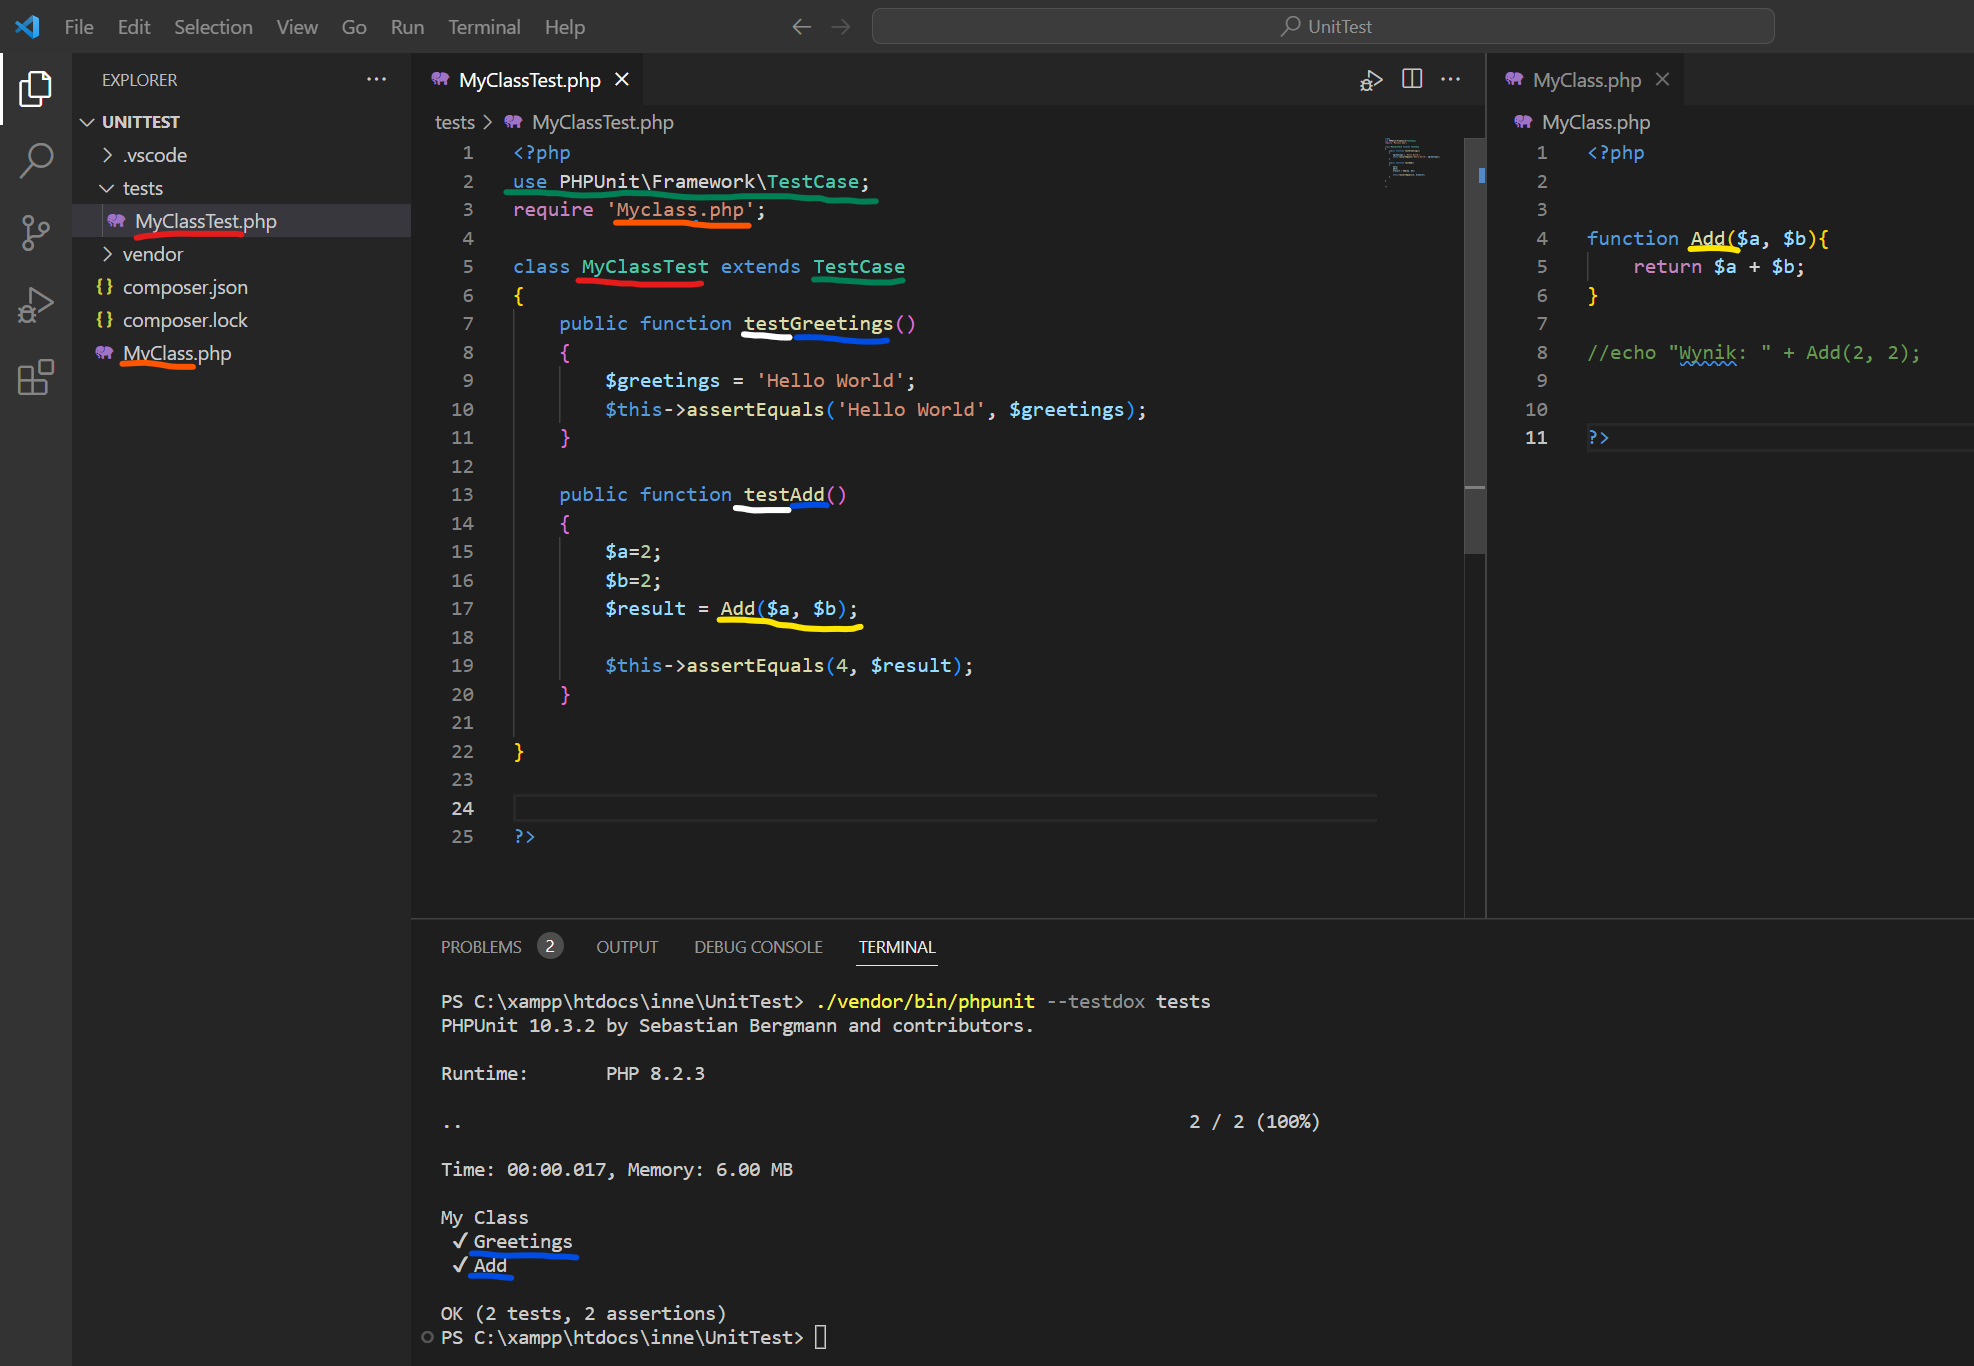 File Edit Selection View Go Run Terminal Help
UnitTest
EXPLORER
UNITTEST
.vscode
tests
MyClassTest.php
vendor
composer.json
composer.lock
MyClass.php
MyClassTest.php
tests > MyClassTest.php
1 <?php
2 use PHPUnit\Framework\TestCase;
3 require 'Myclass.php';
4
5 class MyClassTest extends TestCase
6 {
7 public function testGreetings()
8 {
9 $greetings = 'Hello World';
10 $this->assertEquals('Hello World', $greetings);
11 }
12
13 public function testAdd()
14 {
15 $a=2;
16 $b=2;
17 $result = Add($a, $b);
18
19 $this->assertEquals(4, $result);
20 }
21
22 }
23
24
25 ?>
MyClass.php
MyClass.php
1 <?php
2
3
4 function Add($a, $b){
5 return $a + $b;
6 }
7
8 //echo "Wynik: " + Add(2, 2);
9
10
11 ?>
PROBLEMS 2 OUTPUT DEBUG CONSOLE TERMINAL
PS C:\xampp\htdocs\inne\UnitTest> ./vendor/bin/phpunit --testdox tests
PHPUnit 10.3.2 by Sebastian Bergmann and contributors.
Runtime: PHP 8.2.3
.. 2 / 2 (100%)
Time: 00:00.017, Memory: 6.00 MB
My Class
✓ Greetings
✓ Add
OK (2 tests, 2 assertions)
PS C:\xampp\htdocs\inne\UnitTest>